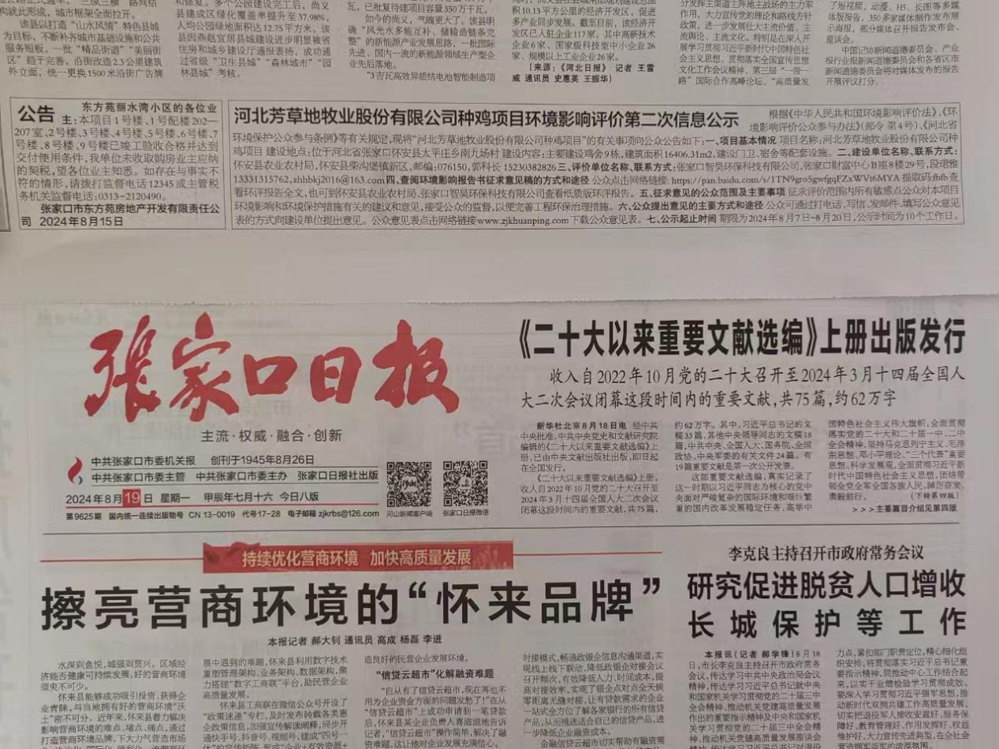 就此形成,城市框架全面拉开。
该县以打造“山水风情”特色县城
为目标,不断补齐城市基础设施和公共
服务短板,一批“精品街道”“美丽街
区”趋于完善。沿街改造2.3公里建筑
外立面,统一更换1500米沿街广告牌
和修复。多个公园建设完工后,尚义
县建成区绿化覆盖率提升至37.98%,
人均公园绿地面积达12.75平方米。该
县因燕赵宜居县城建设进步明显被省
住房和城乡建设厅通报表扬,成功通
过省级“卫生县城”“森林城市”“园
林县城”考核。
瓦,已批复待建项目容量350万千瓦。
如今的尚义,气魄更大了。该县明
确“风光水多能互补、储输造链条完
整”的新能源产业发展思路,一批国际
先进、国内一流的新能源领域生产型企
业先后落地。
“3吉瓦高效异质结电池智能制造项
积10.13平方公里的经济开发区,促进
多产业同步发展。截至目前,该经济开
发区已入驻企业117家,其中高新技术
企业6家、国家级科技型中小企业26
家、规模以上工业企业26家。
(来源:《河北日报》 记者 王雪
威 通讯员 史惠英 王振华)
分发挥主渠道主阵地主战场的主力军
作用,大力宣传党的理论和路线方针
政策,进一步发展壮大主流价值、主
流舆论、主流文化。特别是在深入开
展学习贯彻习近平新时代中国特色社
会主义思想、贯彻落实全国宣传思想
文化工作会议精神、第三届“一带一
路”国际合作高峰论坛、“高质量发
了短视频、动漫、H5、长图等多媒
体版报告,350多家媒体制作发布展
示海报,部分媒体召开报告发布会、
座谈会。
中国记协新闻道德委员会、产业
报行业报新闻道德委员会和各省区市
新闻道德委员会将对媒体发布的报告
开展评议打分。
公告
东方苑丽水湾小区的各位业
主:本项目1号楼、1号配楼202—
207室、2号楼、3号楼、4号楼、5号楼、6号楼、7
号楼、8号楼、9号楼已竣工验收合格并达到
交付使用条件,我单位未收取购房业主应纳
的契税,望各位业主知悉。如存在与事实不
符的情形,请拨打监督电话12345或主管税
务机关监督电话:0313-2120490。
张家口市东方苑房地产开发有限责任公
司 2024年8月15日
河北芳草地牧业股份有限公司种鸡项目环境影响评价第二次信息公示
根据《中华人民共和国环境影响评价法》、《环
境影响评价公众参与办法》(部令 第4号)、《河北省
环境保护公众参与条例》等有关规定,现将“河北芳草地牧业股份有限公司种鸡项目”的有关事项向公众公告如下:一、项目基本情况 项目名称:河北芳草地牧业股份有限公司种
鸡项目 建设地点:位于河北省张家口怀安县太平庄乡南九场村 建设内容:主要建设鸡舍9栋,建筑面积16406.31m2,建设门卫、宿舍等配套设施。二、建设单位名称、联系方式:
怀安县农业农村局,怀安县柴沟堡镇新区,邮编:076150,郭科长 15230382826 三、评价单位名称、联系方式:张家口智昊环保科技有限公司,张家口财富中心B座8楼29号,段珺雅
13331315762,zhhbkj2016@163.com 四、查阅环境影响报告书征求意见稿的方式和途径 公众点击网络链接: https://pan.baidu.com/s/1TN9gro5gwfgqFZxWVt6MYA 提取码:fbfb 查
看环评报告全文,也可到怀安县农业农村局、张家口智昊环保科技有限公司查看纸质版环评报告。五、征求意见的公众范围及主要事项 征求评价范围内所有敏感点公众对本项目
环境影响和环境保护措施有关的建议和意见,接受公众的监督,以便完善工程环保治理措施。六、公众提出意见的主要方式和途径 公众可通过打电话、写信、发邮件、填写公众意见
表的方向建设单位提出意见。公众意见表点击网络链接www.zjkhuanping.com下载公众意见表。七、公示起止时间 期限为2024年8月7日~8月20日,公示时间为10个工作日。
张家口日报
主流·权威·融合·创新
中共张家口市委机关报 创刊于1945年8月26日
中共张家口市委主管 中共张家口市委主办 张家口日报社出版
2024年8月19日 星期一 甲辰年七月十六 今日八版
第9625期 国内统一连续出版物号 CN 13-0019 代号17-28 电子邮箱 zjkrbs@126.com
河山新闻客户端 张家口日报微信
《二十大以来重要文献选编》上册出版发行
收入自2022年10月党的二十大召开至2024年3月十四届全国人
大二次会议闭幕这段时间内的重要文献,共75篇,约62万字
新华社北京8月18日电 经中共
中央批准,中共中央党史和文献研究院
编辑的《二十大以来重要文献选编》上
册,已由中央文献出版社出版,即日起
在全国发行。
《二十大以来重要文献选编》上册,
收入自2022年10月党的二十大召开至
2024年3月十四届全国人大二次会议
闭幕这段时间内的重要文献,共75篇,
约62万字。其中,习近平总书记的文
稿33篇,其他中央领导同志的文稿18
篇,中共中央、全国人大、国务院、全国
政协、中央军委的有关文件24篇。有
19篇重要文献是第一次公开发表。
这部重要文献选编,真实记录了
这一时期以习近平同志为核心的党中
央面对严峻复杂的国际环境和艰巨繁
重的国内改革发展稳定任务,高举中
国特色社会主义伟大旗帜,全面贯彻
落实党的二十大和二十届一中、二中
全会精神,坚持马克思列宁主义、毛泽
东思想、邓小平理论、“三个代表”重要
思想、科学发展观,全面贯彻习近平新
时代中国特色社会主义思想,团结带
领全党全军全国各族人民,踔厉奋发、
勇毅前行, (下转第四版)
>>>主要篇目介绍见第四版
持续优化营商环境 加快高质量发展
擦亮营商环境的“怀来品牌”
本报记者 郝大钊 通讯员 高成 杨磊 李进
水深则鱼悦,城强则贾兴。区域经
济能否健康可持续发展,好的营商环境
须臾不可少。
怀来县能够成功吸引投资,获得企
业青睐,与当地拥有好的营商环境“沃
土”密不可分。近年来,怀来县着力解决
影响营商环境的难点、堵点、痛点,通过
打造营商环境品牌,下大力气营造市场
展中遇到的难题,怀来县利用数字技术
重塑管理架构、业务架构、数据架构,聚
力搭建“数字工商联”平台,助民营企业
高质量发展。
怀来县工商联在微信公众号开设了
“政策速递”专栏,及时发布转载各类惠
企政策信息,加强宣传解读阐释,同步开
通快手号、抖音号、视频号,建成“四号一
造良好的民营企业发展环境。
“信贷云超市”化解融资难题
“自从有了信贷云超市,现在再也不
用为企业资金方面的问题发愁了!”在从
“信贷云超市”上成功申请到一笔贷款
后,怀来县某企业负责人喜滋滋地告诉
记者,“信贷云超市”操作简单,解决了融
资难题,这让他对企业发展充满信心。
对接模式,畅通政银企信息沟通渠道,实
现线上线下联动,降低政银企对接会议
召开频次,有效降低人力、时间成本,提
高对接效率,实现了银企点对点全天候
零距离无缝对接,让有贷款需求的企业
一站式全方位了解各家银行的所有信贷
产品,从而挑选适合自己的信贷产品,进
一步降低企业融资成本。
金融信贷云超市切实帮助有融资需
李克良主持召开市政府常务会议
研究促进脱贫人口增收
长城保护等工作
本报讯(记者 郝学锋)8月18
日,市长李克良主持召开市政府常务
会议,传达学习中共中央政治局会议
精神,传达学习习近平总书记就中央和
国家机关学习贯彻党的二十届三中
全会精神、推动机关党建高质量发展
作出的重要指示精神及中央和国家机关
学习贯彻党的二十届三中全会精神、
推动机关党建高质量发展座谈会
力点,紧扣部门职责定位,精心细化组
织安排;将贯彻落实习近平总书记重
要指示精神,同推动中心工作结合起
来,以实干业绩检验学习贯彻成效。
要深入学习贯彻习近平强军思想,推
动新时代双拥共建工作高质量发展,
切实把退役军人接收安置好、服务保
障好、教育管理好、作用发挥好、权益
维护好,大力宣传先进典型,在全社会
营造拥军崇军的浓厚氛围。